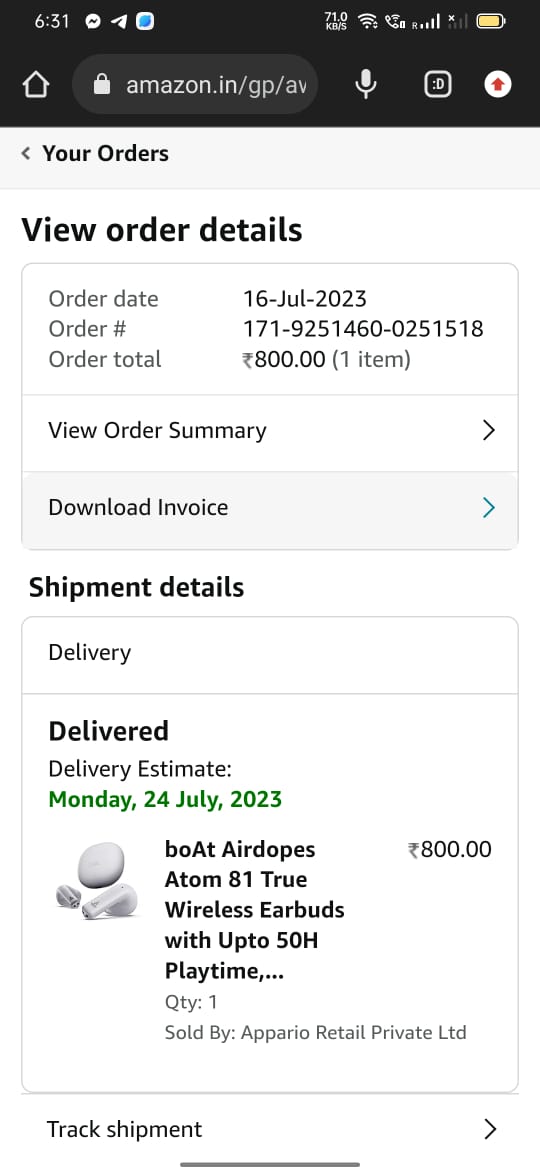 6:31
71.0
KB/S
R
amazon.in/gp/av
:D
Your Orders
View order details
Order date 16-Jul-2023
Order # 171-9251460-0251518
Order total ₹800.00 (1 item)
View Order Summary
Download Invoice
Shipment details
Delivery
Delivered
Delivery Estimate:
Monday, 24 July, 2023
boAt Airdopes ₹800.00
Atom 81 True
Wireless Earbuds
with Upto 50H
Playtime,...
Qty: 1
Sold By: Appario Retail Private Ltd
Track shipment